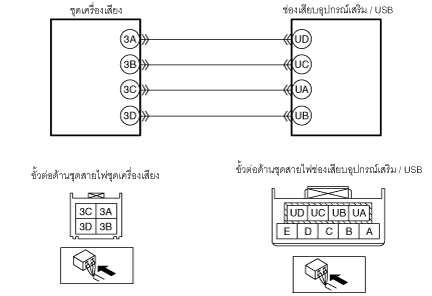 ชุดเครื่องเสียง ช่องเสียบอุปกรณ์เสริม / USB
3A UD
3B UC
3C UA
3D UB
ขั้วต่อด้านชุดสายไฟชุดเครื่องเสียง ขั้วต่อด้านชุดสายไฟช่องเสียบอุปกรณ์เสริม / USB
3C 3A
3D 3B
UD UC UB UA
E D C B A